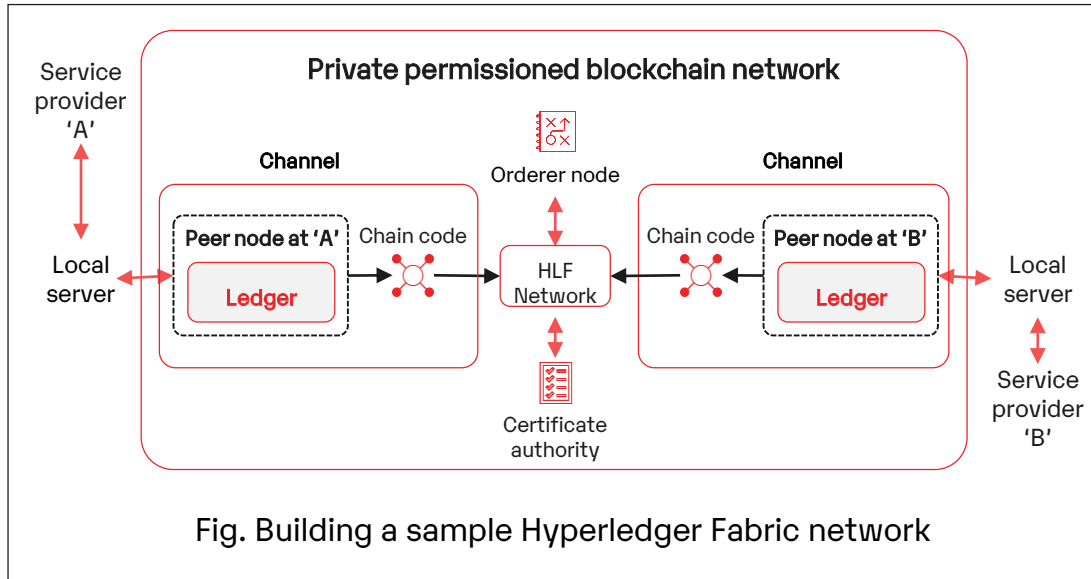 Private permissioned blockchain network
Service
provider
‘A’
Local
server
Channel
Peer node at ‘A’
Ledger
Chain code
Orderer node
HLF
Network
Certificate
authority
Channel
Chain code
Peer node at ‘B’
Ledger
Local
server
Service
provider
‘B’
Fig. Building a sample Hyperledger Fabric network